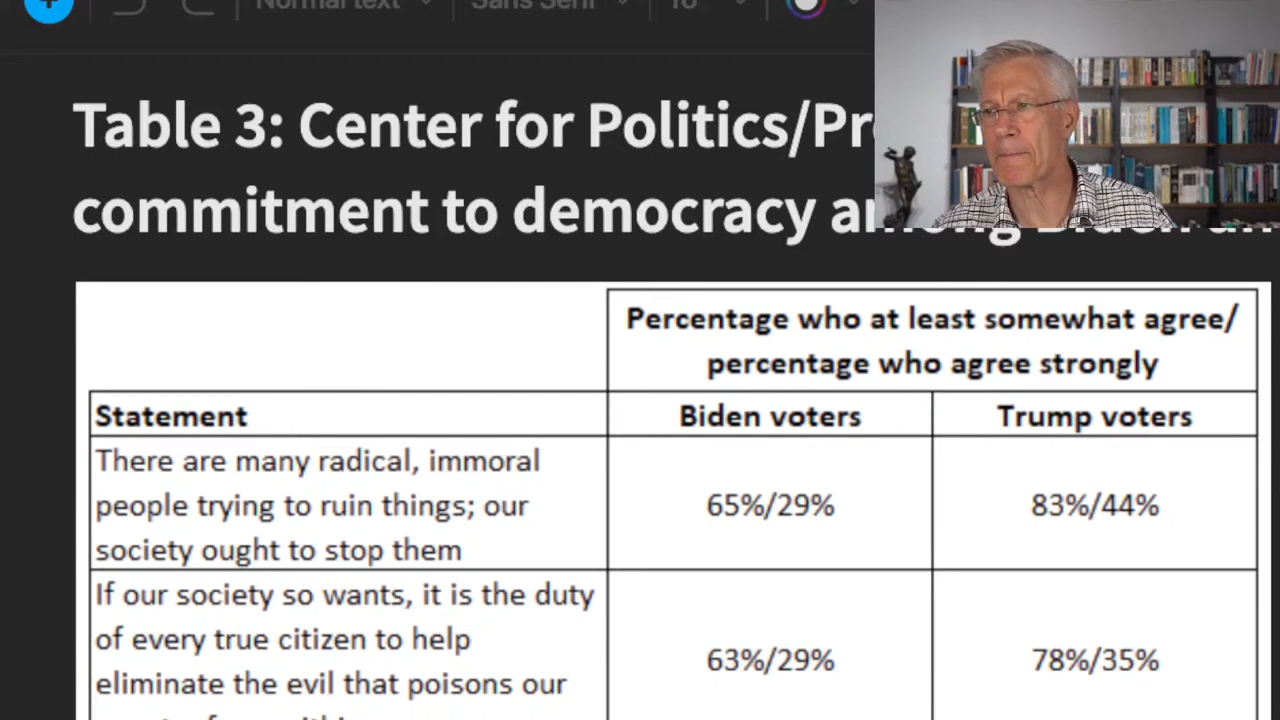 Normal text Sans Serif
Table 3: Center for Politics/Pr
commitment to democracy among Biden
Percentage who at least somewhat agree/
percentage who agree strongly
Statement Biden voters Trump voters
There are many radical, immoral
people trying to ruin things; our
society ought to stop them
65%/29% 83%/44%
If our society so wants, it is the duty
of every true citizen to help
eliminate the evil that poisons our
63%/29% 78%/35%